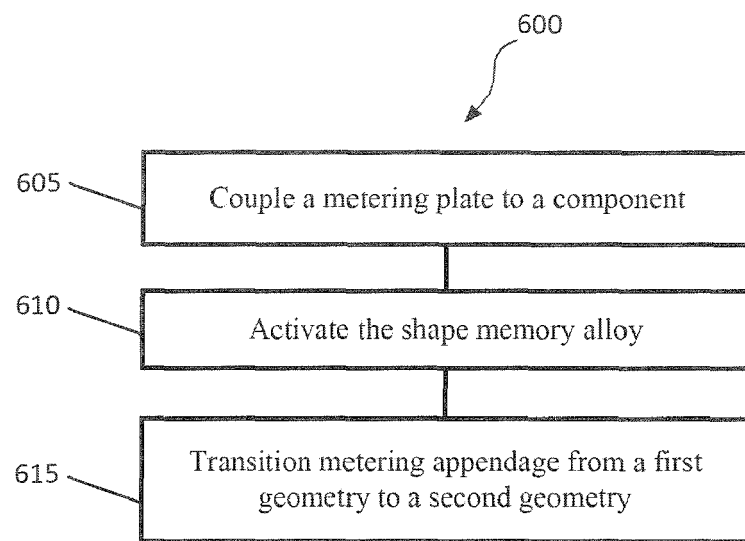 600
605
Couple a metering plate to a component
610
Activate the shape memory alloy
615
Transition metering appendage from a first
geometry to a second geometry